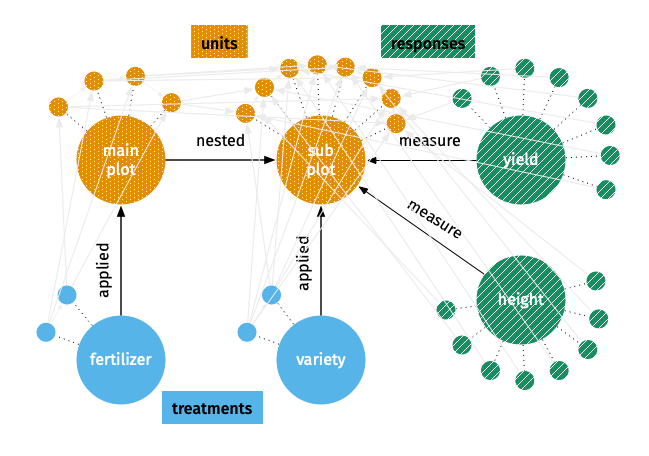 units
responses
main
plot
nested
sub
plot
measure
yield
measure
applied
applied
height
fertilizer
variety
treatments